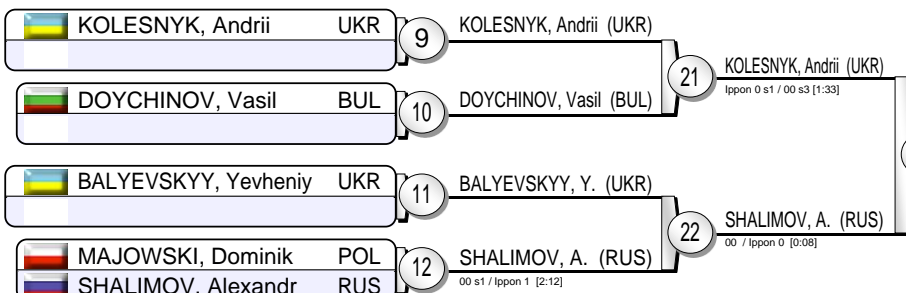 KOLESNYK, Andrii UKR
9
KOLESNYK, Andrii (UKR)
21
KOLESNYK, Andrii (UKR)
Ippon 0 s1 / 00 s3 [1:33]
DOYCHINOV, Vasil BUL
10
DOYCHINOV, Vasil (BUL)
BALYEVSKYY, Yevheniy UKR
11
BALYEVSKYY, Y. (UKR)
22
SHALIMOV, A. (RUS)
00 / Ippon 0 [0:08]
MAJOWSKI, Dominik POL
12
SHALIMOV, A. (RUS)
00 s1 / Ippon 1 [2:12]
SHALIMOV, Alexandr RUS